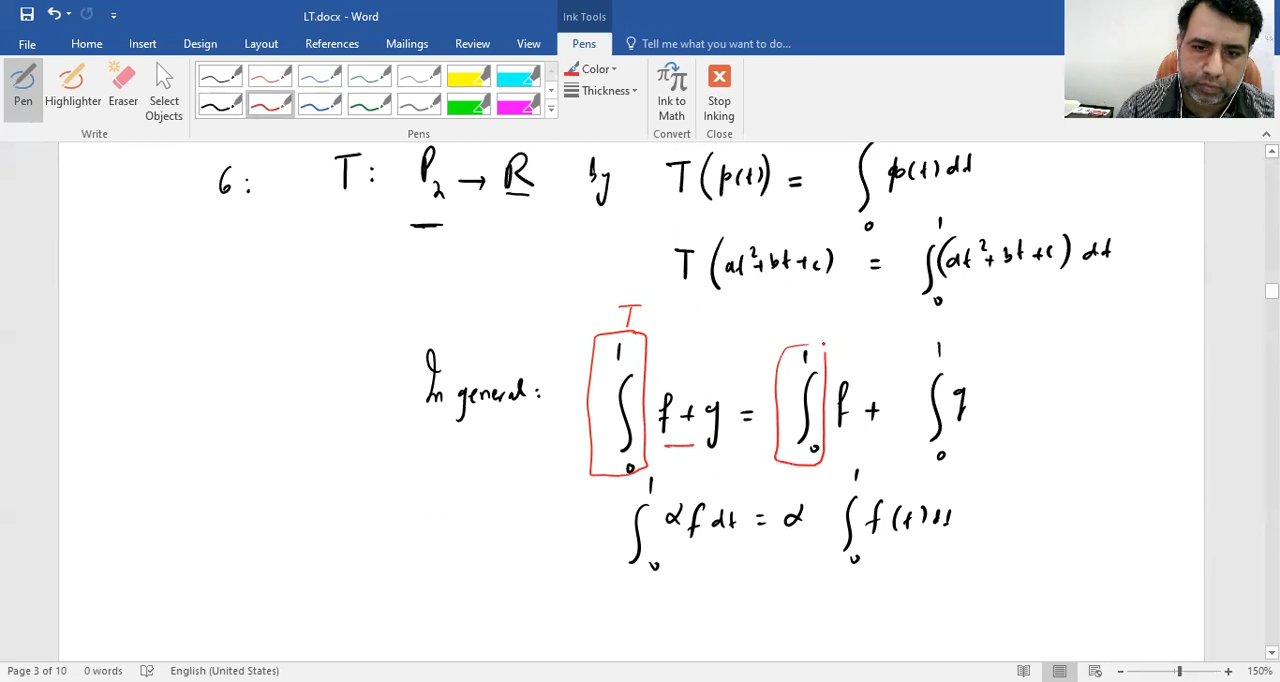 LT.docx - Word
Ink Tools
File Home Insert Design Layout References Mailings Review View Pens Tell me what you want to do...
Pen Highlighter Eraser Select Objects
Color
Thickness
Ink to Math
Stop Inking
Write Pens Convert Close
6: T: P₂ → R by T(p(t)) = ∫₀ p(t)dt
T(at²+bt+c) = ∫₀¹ (at²+bt+c) dt
T
In general: ∫₀¹ f+g = ∫₀¹ f + ∫₀¹ g
∫₀¹ αf dt = α ∫₀¹ f(t)dt
Page 3 of 10 0 words English (United States) 150%